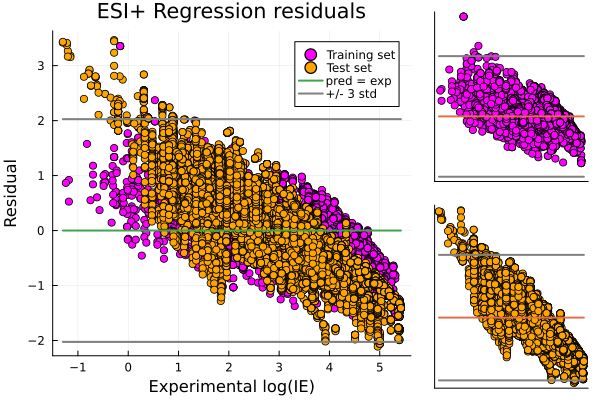 ESI+ Regression residuals
Training set
Test set
pred = exp
+/- 3 std
Residual
3
2
1
0
−1
−2
−1 0 1 2 3 4 5
Experimental log(IE)